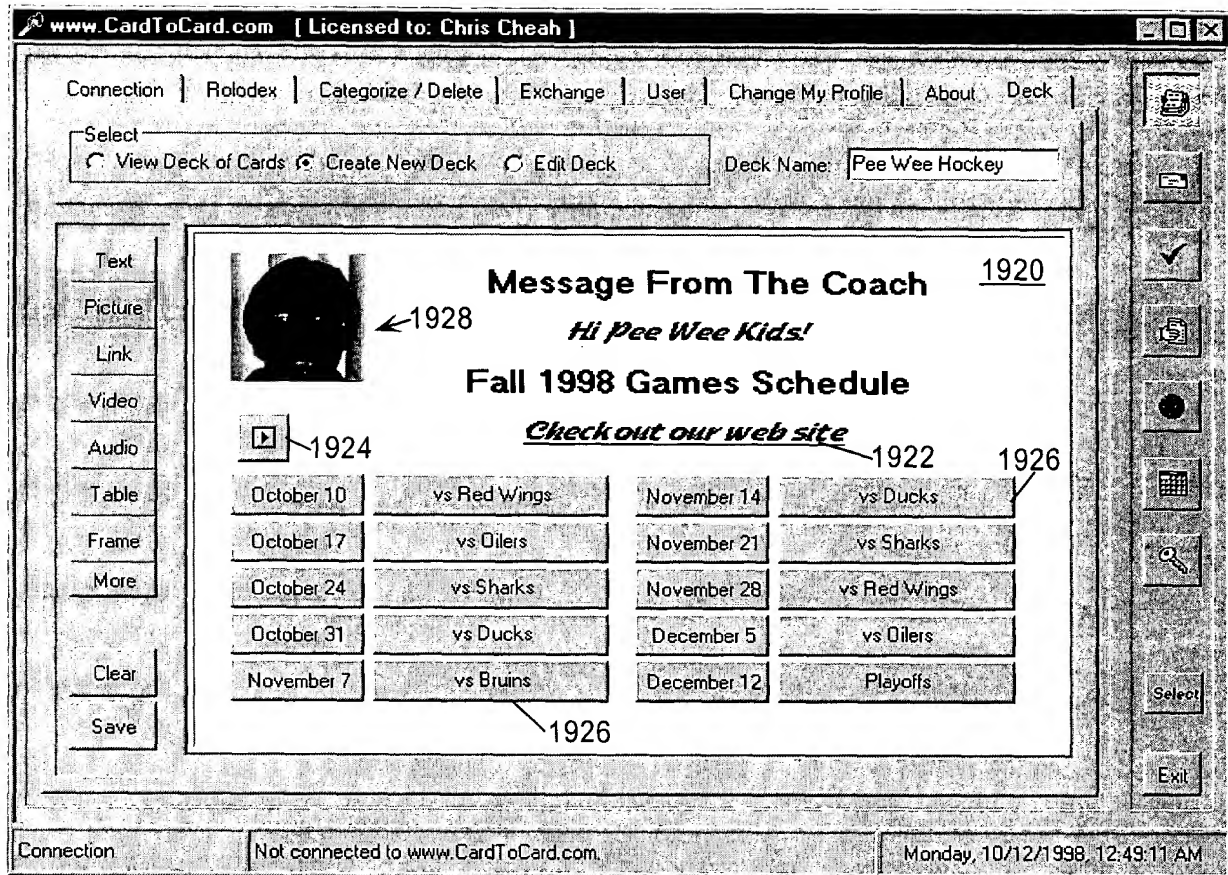 www.CardToCard.com [ Licensed to: Chris Cheah ]
Connection Rolodex Categorize / Delete Exchange User Change My Profile About Deck
Select
View Deck of Cards Create New Deck Edit Deck Deck Name: Pee Wee Hockey
Text
Picture
Link
Video
Audio
Table
Frame
More
Clear
Save
Message From The Coach
1920
1928
Hi Pee Wee Kids!
Fall 1998 Games Schedule
Check out our web site
1924
1922
1926
October 10 vs Red Wings November 14 vs Ducks
October 17 vs Oilers November 21 vs Sharks
October 24 vs Sharks November 28 vs Red Wings
October 31 vs Ducks December 5 vs Oilers
November 7 vs Bruins December 12 Playoffs
1926
Select
Exit
Connection Not connected to www.CardToCard.com. Monday, 10/12/1998, 12:49:11 AM